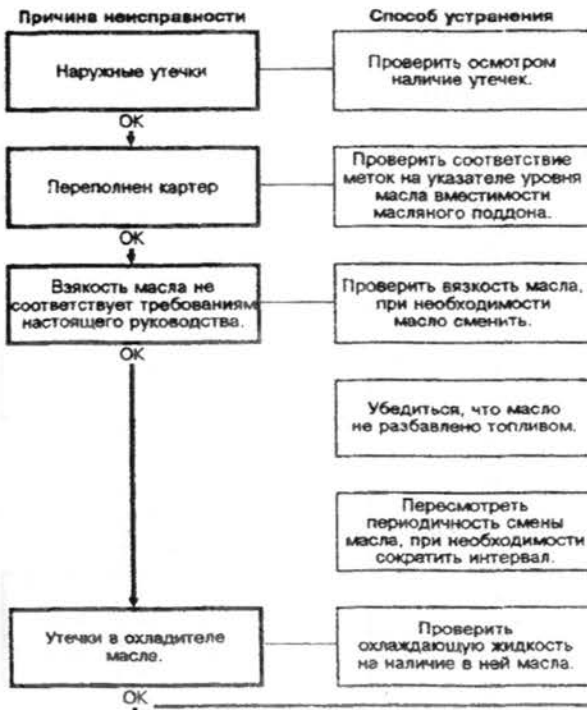 Причина неисправности
Способ устранения
Наружные утечки
Проверить осмотром
наличие утечек.
OK
Переполнен картер
Проверить соответствие
меток на указателе уровня
масла вместимости
масляного поддона.
OK
Взякость масла не
соответствует требованиям
настоящего руководства.
Проверить вязкость масла,
при необходимости
масло сменить.
OK
Убедиться, что масло
не разбавлено топливом.
Пересмотреть
периодичность смены
масла, при необходимости
сократить интервал.
Утечки в охладителе
масле.
Проверить
охлаждающую жидкость
на наличие в ней масла.
OK